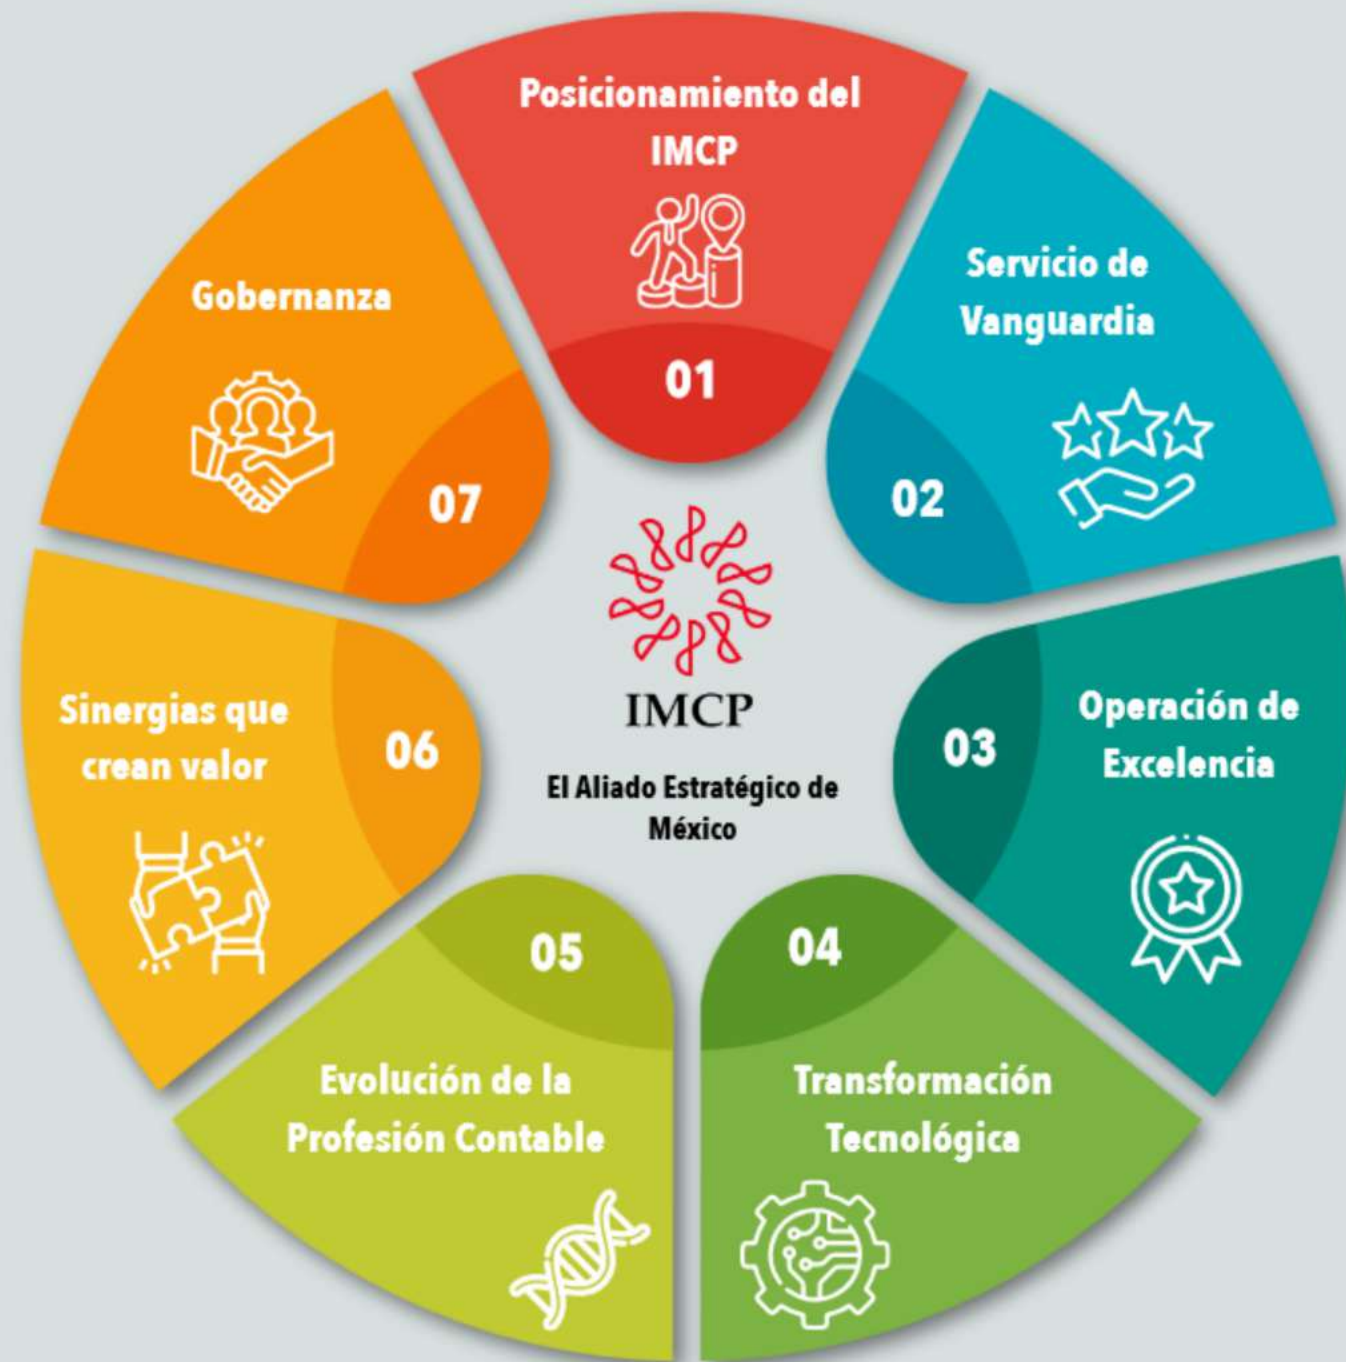 Posicionamiento del
IMCP
01
Servicio de
Vanguardia
02
Operación de
Excelencia
03
Transformación
Tecnológica
04
Evolución de la
Profesión Contable
05
Sinergias que
crean valor
06
Gobernanza
07
IMCP
El Aliado Estratégico de
México